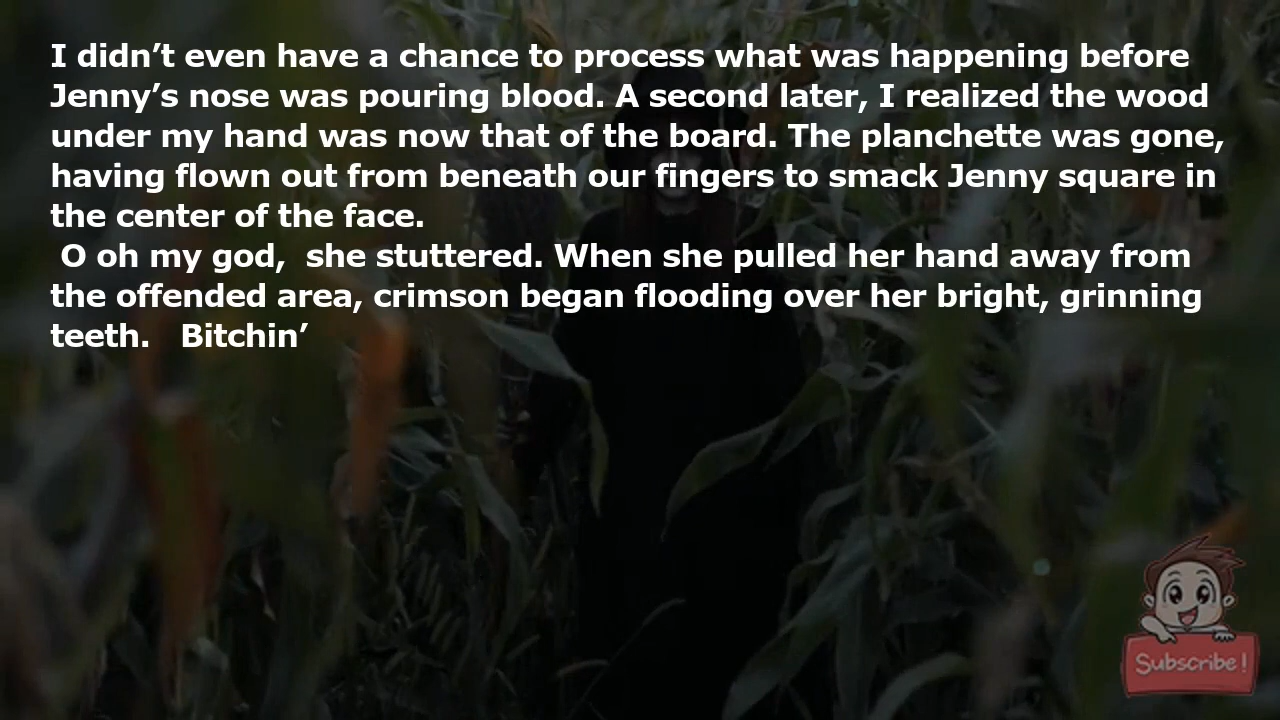 I didn’t even have a chance to process what was happening before
Jenny’s nose was pouring blood. A second later, I realized the wood
under my hand was now that of the board. The planchette was gone,
having flown out from beneath our fingers to smack Jenny square in
the center of the face.
O oh my god,  she stuttered. When she pulled her hand away from
the offended area, crimson began flooding over her bright, grinning
teeth.   Bitchin’
Subscribe!